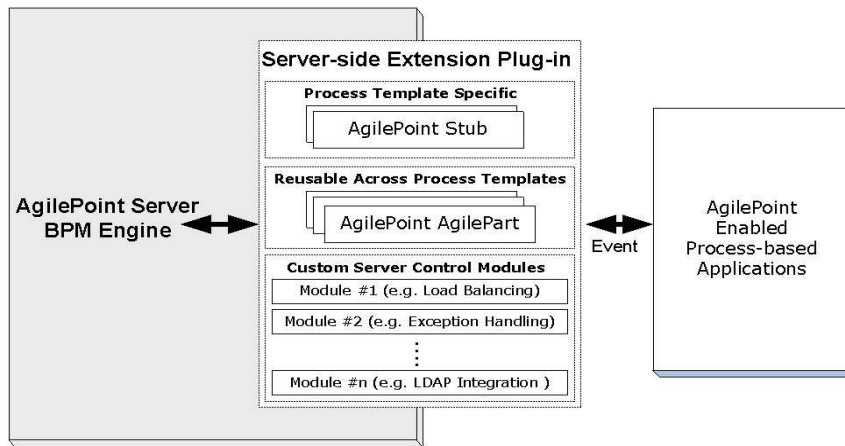 Server-side Extension Plug-in
Process Template Specific
AgilePoint Stub
Reusable Across Process Templates
AgilePoint AgilePart
Custom Server Control Modules
Module #1 (e.g. Load Balancing)
Module #2 (e.g. Exception Handling)
Module #n (e.g. LDAP Integration )
AgilePoint Server
BPM Engine
Event
AgilePoint
Enabled
Process-based
Applications